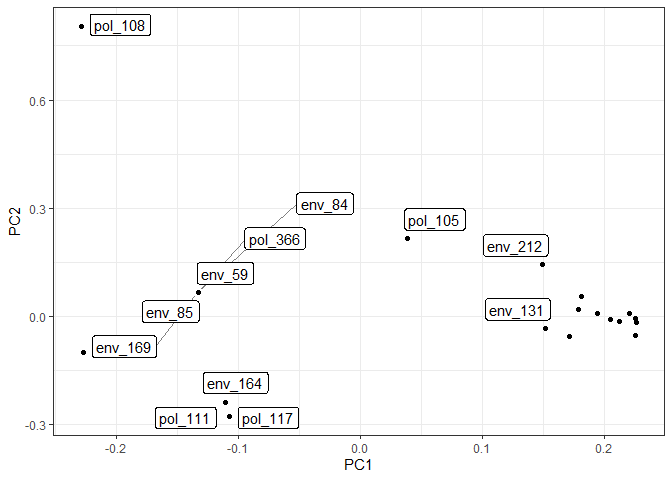 pol_108
0.6
env_84
0.3
pol_105
pol_366
env_212
env_59
PC2
env_85
env_131
0.0
env_169
env_164
pol_111
pol_117
-0.3
-0.2
-0.1
0.0
0.1
0.2
PC1